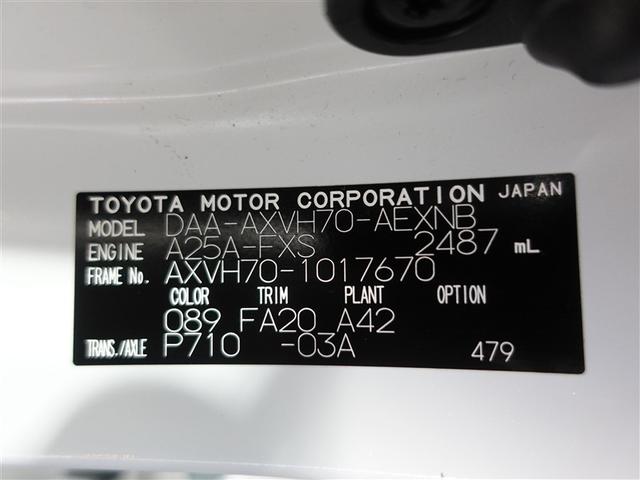 TOYOTA MOTOR CORPORATION JAPAN
MODEL DAA-AXVH70-AEXNB
ENGINE A25A-FXS 2487 mL
FRAME No. AXVH70-1017670
COLOR TRIM PLANT OPTION
089 FA20 A42
TRANS./AXLE P710 -03A 479